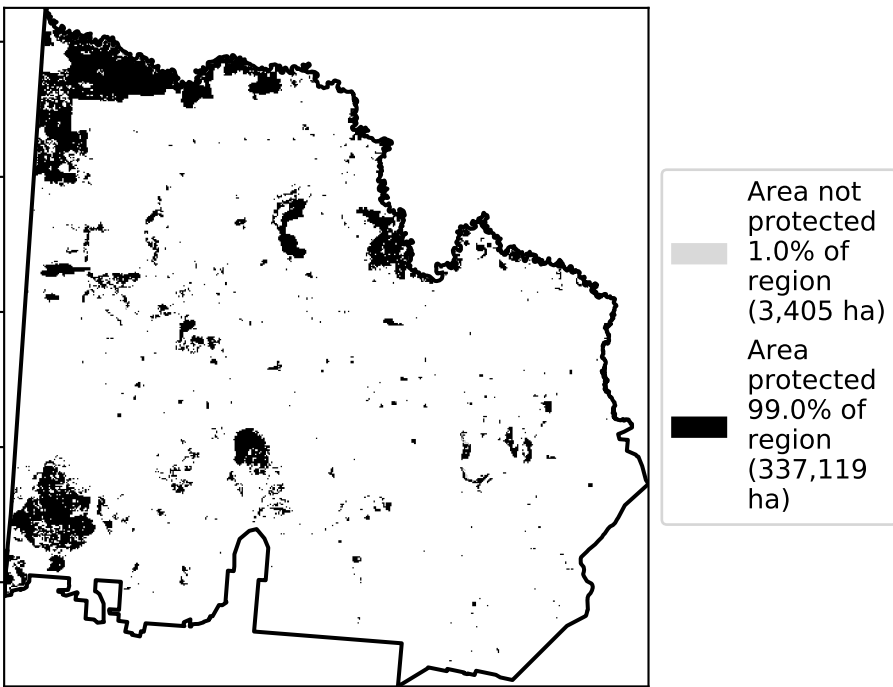 Area not
protected
1.0% of
region
(3,405 ha)
Area
protected
99.0% of
region
(337,119
ha)